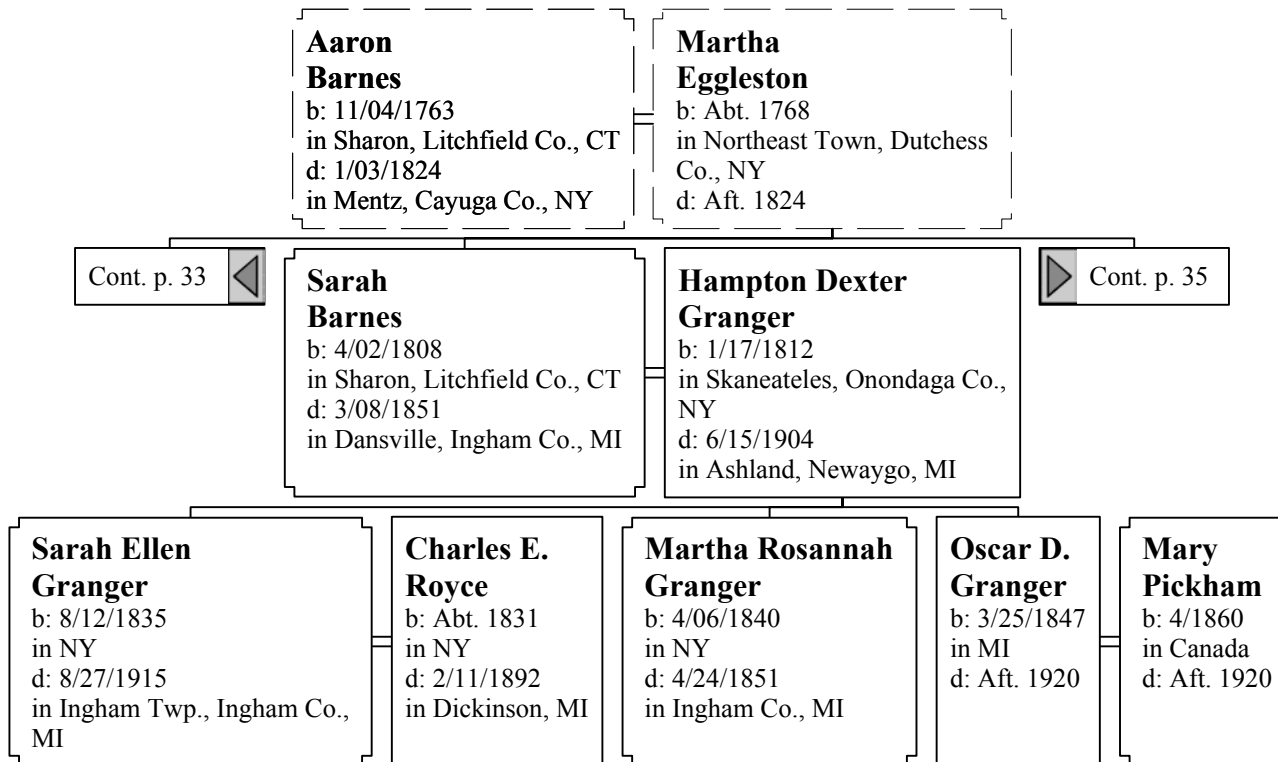 Aaron
Barnes
b: 11/04/1763
in Sharon, Litchfield Co., CT
d: 1/03/1824
in Mentz, Cayuga Co., NY
Martha
Eggleston
b: Abt. 1768
in Northeast Town, Dutchess
Co., NY
d: Aft. 1824
Cont. p. 33
Sarah
Barnes
b: 4/02/1808
in Sharon, Litchfield Co., CT
d: 3/08/1851
in Dansville, Ingham Co., MI
Hampton Dexter
Granger
b: 1/17/1812
in Skaneateles, Onondaga Co.,
NY
d: 6/15/1904
in Ashland, Newaygo, MI
Cont. p. 35
Sarah Ellen
Granger
b: 8/12/1835
in NY
d: 8/27/1915
in Ingham Twp., Ingham Co.,
MI
Charles E.
Royce
b: Abt. 1831
in NY
d: 2/11/1892
in Dickinson, MI
Martha Rosannah
Granger
b: 4/06/1840
in NY
d: 4/24/1851
in Ingham Co., MI
Oscar D.
Granger
b: 3/25/1847
in MI
d: Aft. 1920
Mary
Pickham
b: 4/1860
in Canada
d: Aft. 1920